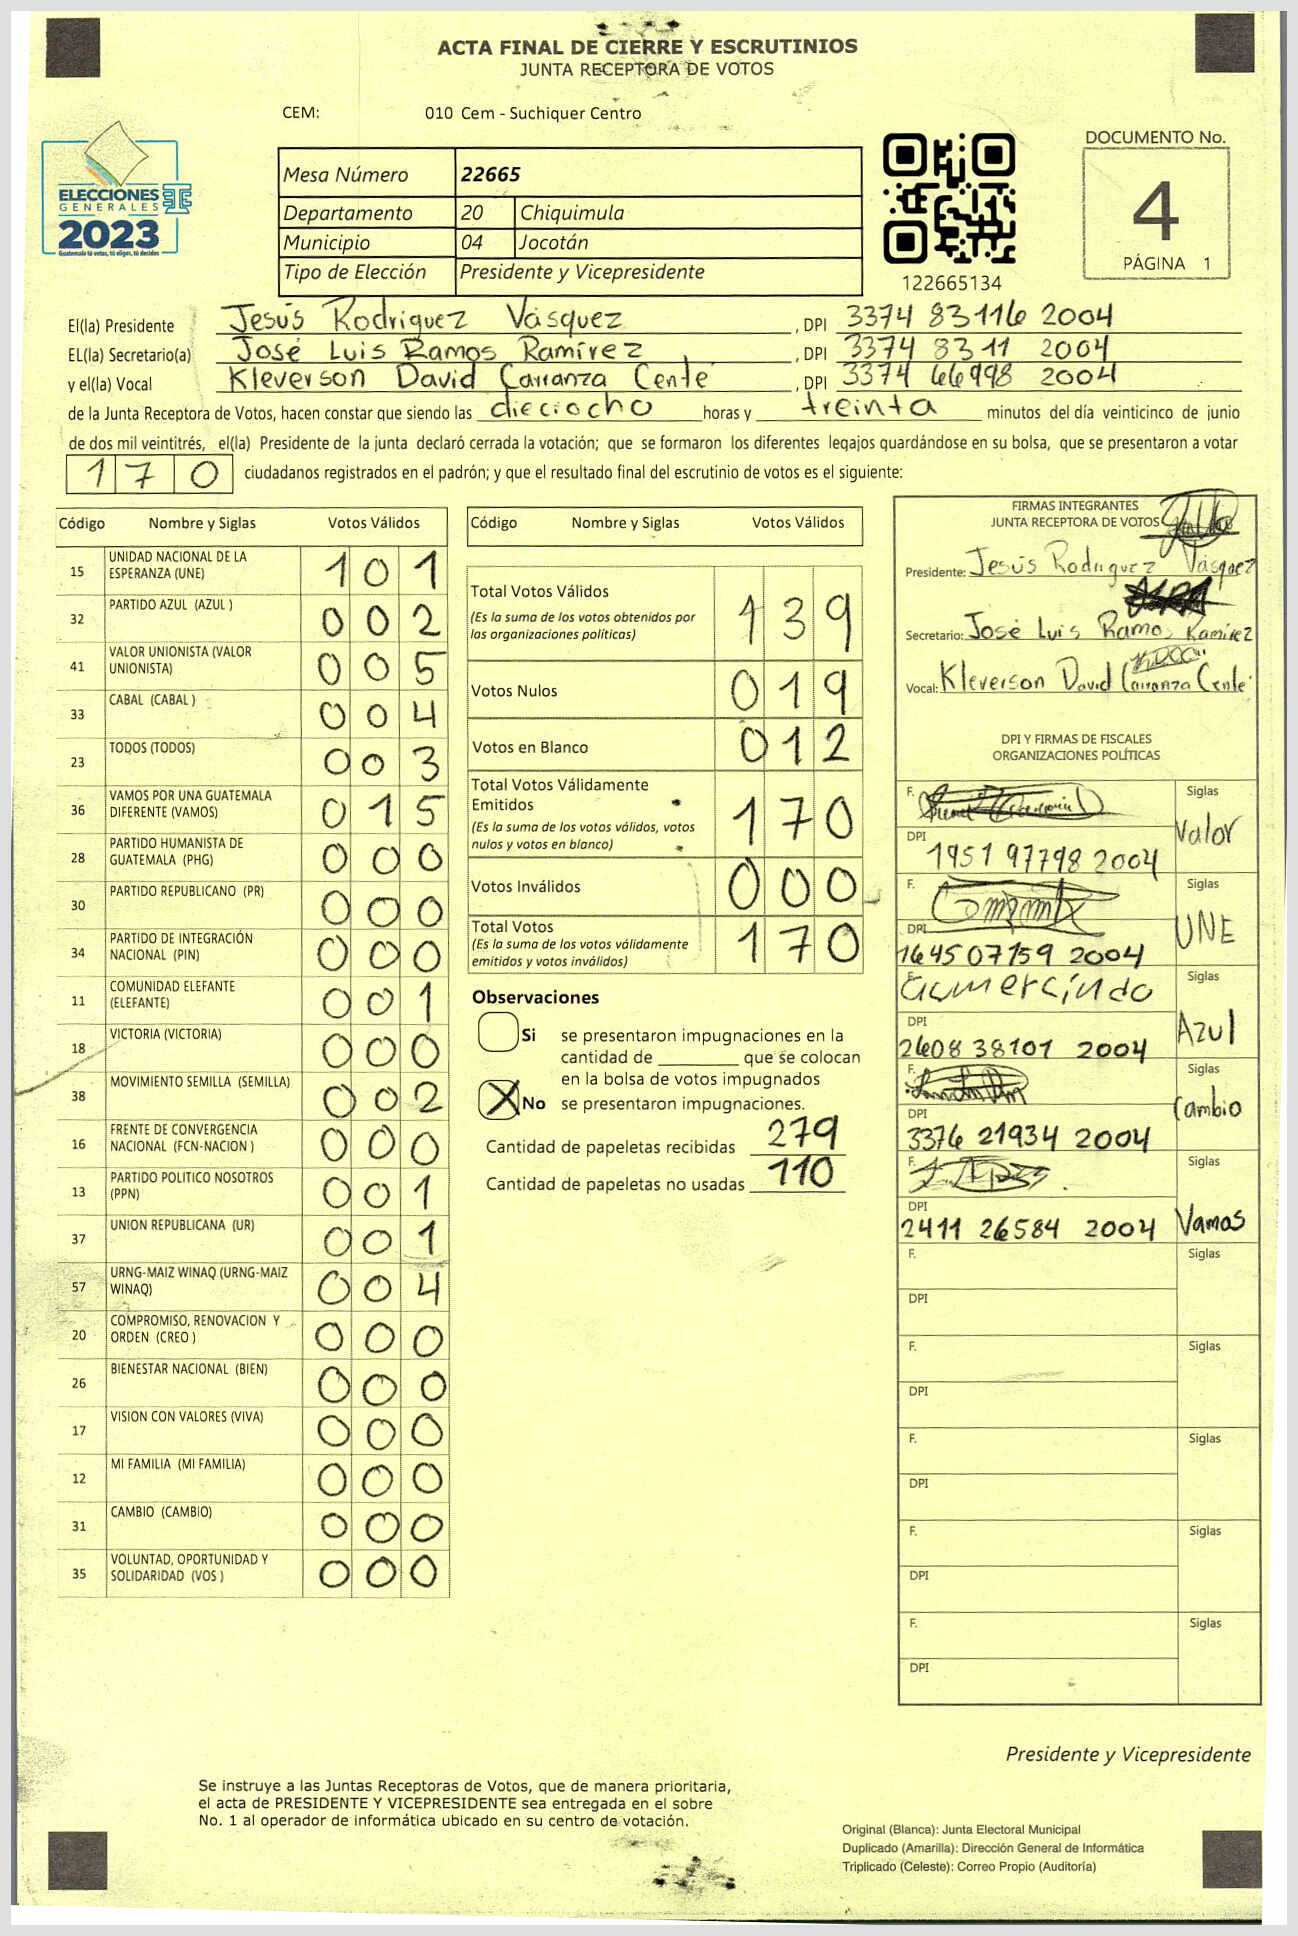 ACTA FINAL DE CIERRE Y ESCRUTINIOS
JUNTA RECEPTORA DE VOTOS
CEM: 010 Cem - Suchiquer Centro
ELECCIONES
GENERALES
2023
Guatemala tú votas, tú eliges, tú decides
Mesa Número 22665
Departamento 20 Chiquimula
Municipio 04 Jocotán
Tipo de Elección Presidente y Vicepresidente
122665134
DOCUMENTO No.
4
PÁGINA 1
El(la) Presidente Jesús Rodriguez Vásquez , DPI 3374 83116 2004
EL(la) Secretario(a) José Luis Ramos Ramírez , DPI 3374 8311 2004
y el(la) Vocal Kleverson David Carranza Centé , DPI 3374 66998 2004
de la Junta Receptora de Votos, hacen constar que siendo las dieciocho horas y treinta minutos del día veinticinco de junio
de dos mil veintitrés, el(la) Presidente de la junta declaró cerrada la votación; que se formaron los diferentes legajos quardándose en su bolsa, que se presentaron a votar
170 ciudadanos registrados en el padrón; y que el resultado final del escrutinio de votos es el siguiente:
Código Nombre y Siglas Votos Válidos
15 UNIDAD NACIONAL DE LA
ESPERANZA (UNE) 101
32 PARTIDO AZUL (AZUL ) 002
41 VALOR UNIONISTA (VALOR
UNIONISTA) 005
33 CABAL (CABAL ) 004
23 TODOS (TODOS) 003
36 VAMOS POR UNA GUATEMALA
DIFERENTE (VAMOS) 015
28 PARTIDO HUMANISTA DE
GUATEMALA (PHG) 000
30 PARTIDO REPUBLICANO (PR) 000
34 PARTIDO DE INTEGRACIÓN
NACIONAL (PIN) 000
11 COMUNIDAD ELEFANTE
(ELEFANTE) 001
18 VICTORIA (VICTORIA) 000
38 MOVIMIENTO SEMILLA (SEMILLA) 002
16 FRENTE DE CONVERGENCIA
NACIONAL (FCN-NACION ) 000
13 PARTIDO POLITICO NOSOTROS
(PPN) 001
37 UNION REPUBLICANA (UR) 001
57 URNG-MAIZ WINAQ (URNG-MAIZ
WINAQ) 004
20 COMPROMISO, RENOVACION Y
ORDEN (CREO ) 000
26 BIENESTAR NACIONAL (BIEN) 000
17 VISION CON VALORES (VIVA) 000
12 MI FAMILIA (MI FAMILIA) 000
31 CAMBIO (CAMBIO) 000
35 VOLUNTAD, OPORTUNIDAD Y
SOLIDARIDAD (VOS ) 000
Código Nombre y Siglas Votos Válidos
Total Votos Válidos 139
(Es la suma de los votos obtenidos por
las organizaciones políticas)
Votos Nulos 019
Votos en Blanco 012
Total Votos Válidamente
Emitidos 170
(Es la suma de los votos válidos, votos
nulos y votos en blanco)
Votos Inválidos 000
Total Votos 170
(Es la suma de los votos válidamente
emitidos y votos inválidos)
Observaciones
Si se presentaron impugnaciones en la
cantidad de ________ que se colocan
en la bolsa de votos impugnados
X No se presentaron impugnaciones.
Cantidad de papeletas recibidas 279
Cantidad de papeletas no usadas 110
FIRMAS INTEGRANTES
JUNTA RECEPTORA DE VOTOS
Presidente: Jesús Rodriguez Vásquez
Secretario: José Luis Ramos Ramírez
Vocal: Kleverson David Carranza Centé
DPI Y FIRMAS DE FISCALES
ORGANIZACIONES POLÍTICAS
F. Siglas
Valor
DPI 1951 97798 2004
F. Siglas
UNE
DPI 1645 07159 2004
F. Gumercindo Siglas
Azul
DPI 2608 38101 2004
F. Siglas
Cambio
DPI 3376 21934 2004
F. Siglas
Vamos
DPI 2411 26584 2004
F. Siglas
DPI
F. Siglas
DPI
F. Siglas
DPI
F. Siglas
DPI
F. Siglas
DPI
Presidente y Vicepresidente
Se instruye a las Juntas Receptoras de Votos, que de manera prioritaria,
el acta de PRESIDENTE Y VICEPRESIDENTE sea entregada en el sobre
No. 1 al operador de informática ubicado en su centro de votación.
Original (Blanca): Junta Electoral Municipal
Duplicado (Amarilla): Dirección General de Informática
Triplicado (Celeste): Correo Propio (Auditoría)